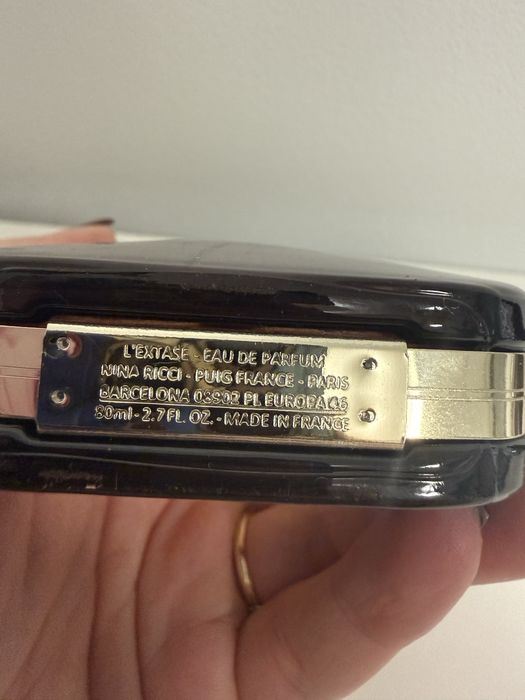 L'EXTASE - EAU DE PARFUM
NINA RICCI - PUIG FRANCE - PARIS
BARCELONA 08902 PL EUROPA 46
80ml - 2.7 FL. OZ. - MADE IN FRANCE